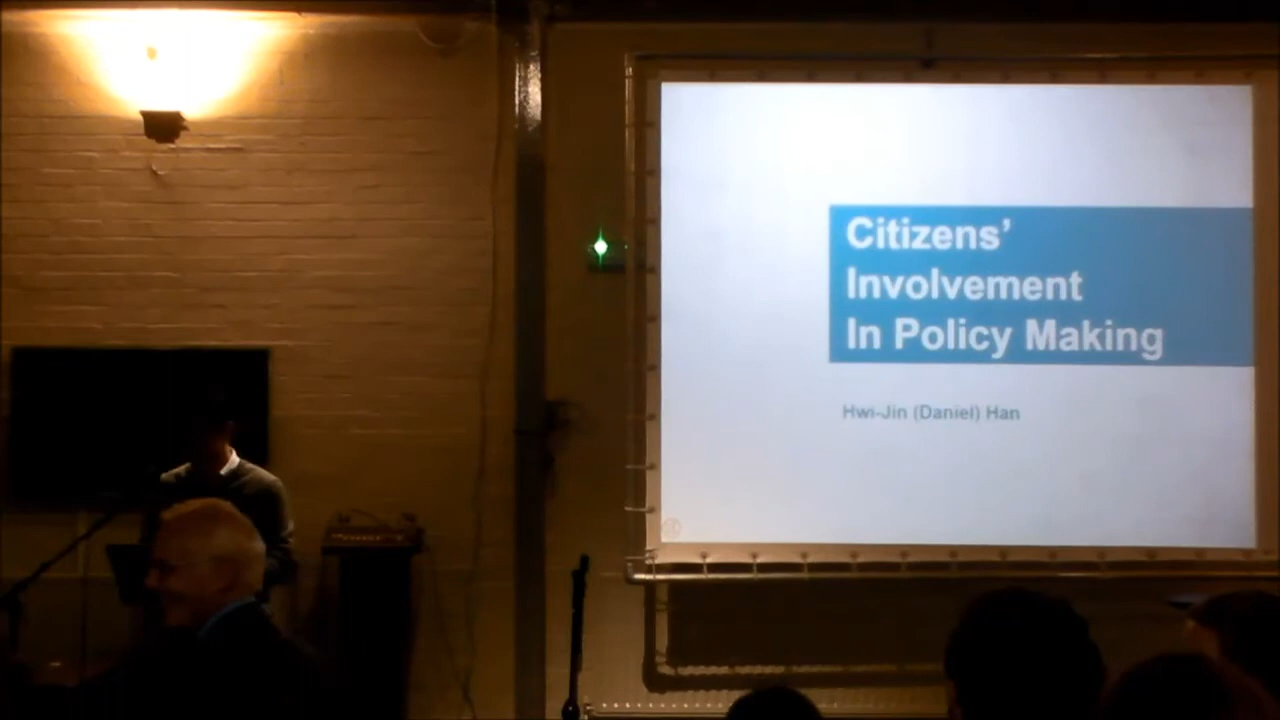 Citizens’
Involvement
In Policy Making
Hwi-Jin (Daniel) Han